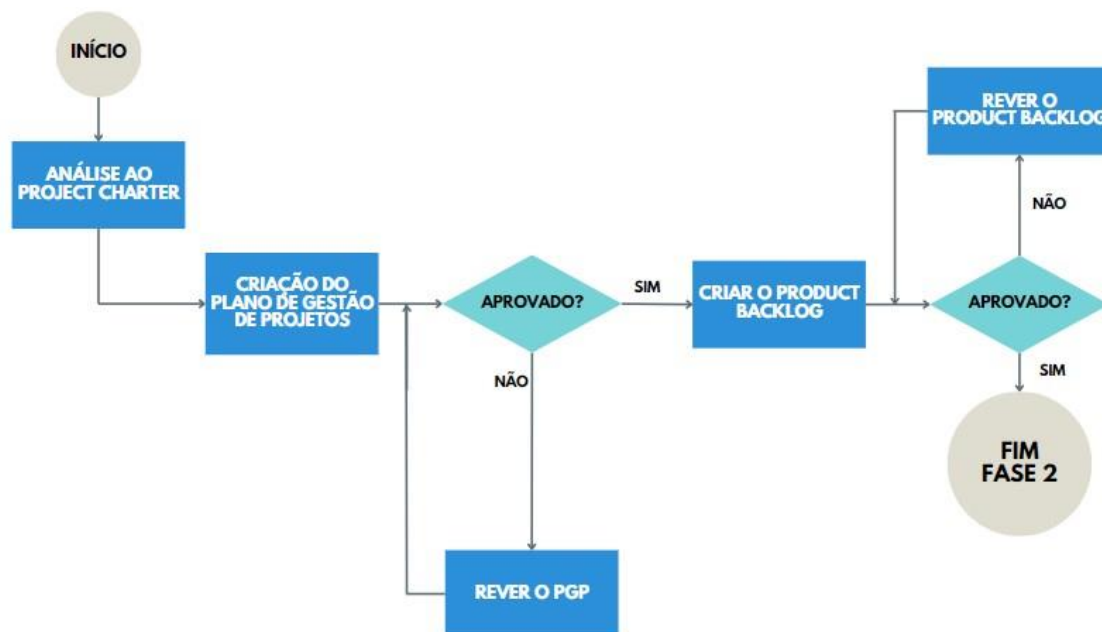 INÍCIO
ANÁLISE AO
PROJECT CHARTER
CRIAÇÃO DO
PLANO DE GESTÃO
DE PROJETOS
APROVADO?
NÃO
REVER O PGP
SIM
CRIAR O PRODUCT
BACKLOG
APROVADO?
NÃO
REVER O
PRODUCT BACKLOG
SIM
FIM
FASE 2